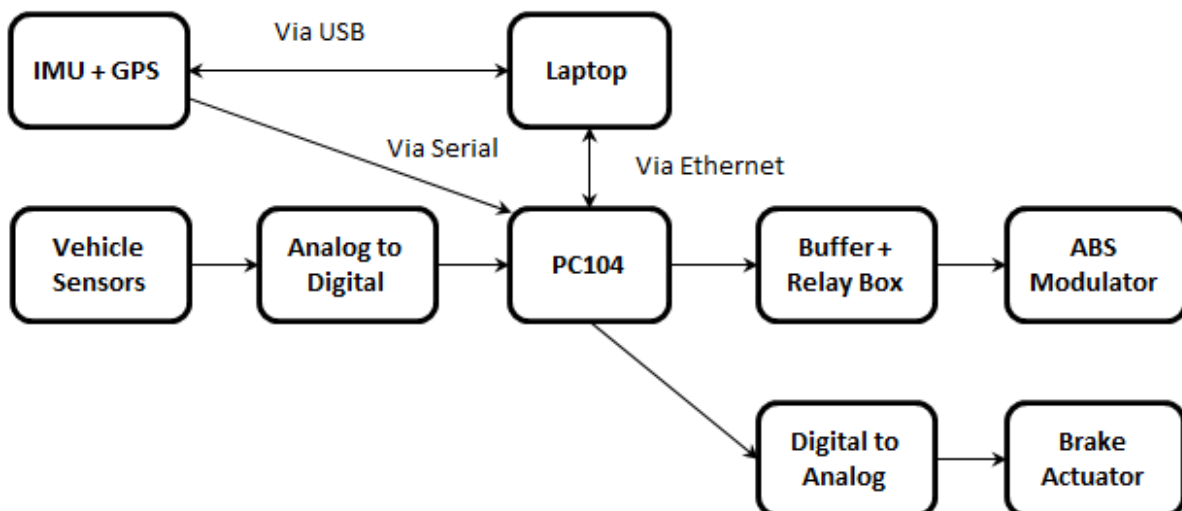 Via USB
IMU + GPS
Laptop
Via Serial
Via Ethernet
Vehicle
Sensors
Analog to
Digital
PC104
Buffer +
Relay Box
ABS
Modulator
Digital to
Analog
Brake
Actuator